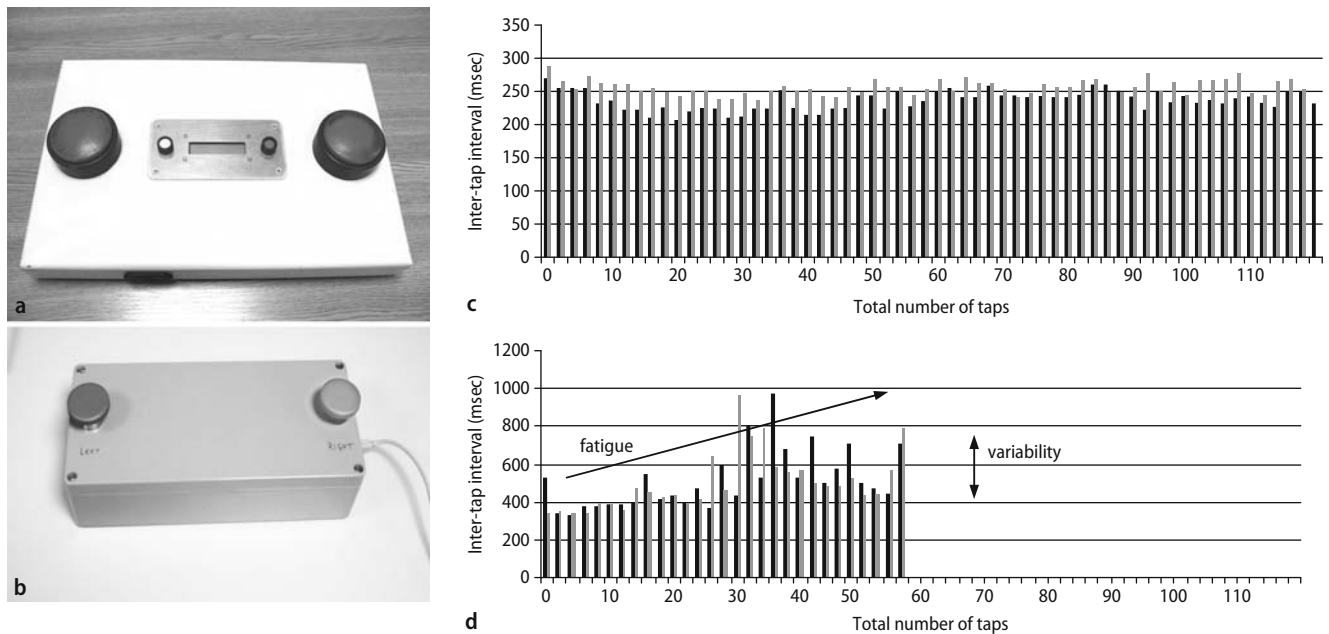 a
LEFT
RIGHT
b
350
300
250
200
150
100
50
0
Inter-tap interval (msec)
0 10 20 30 40 50 60 70 80 90 100 110
Total number of taps
c
1200
1000
800
600
400
200
0
Inter-tap interval (msec)
fatigue
variability
0 10 20 30 40 50 60 70 80 90 100 110
Total number of taps
d